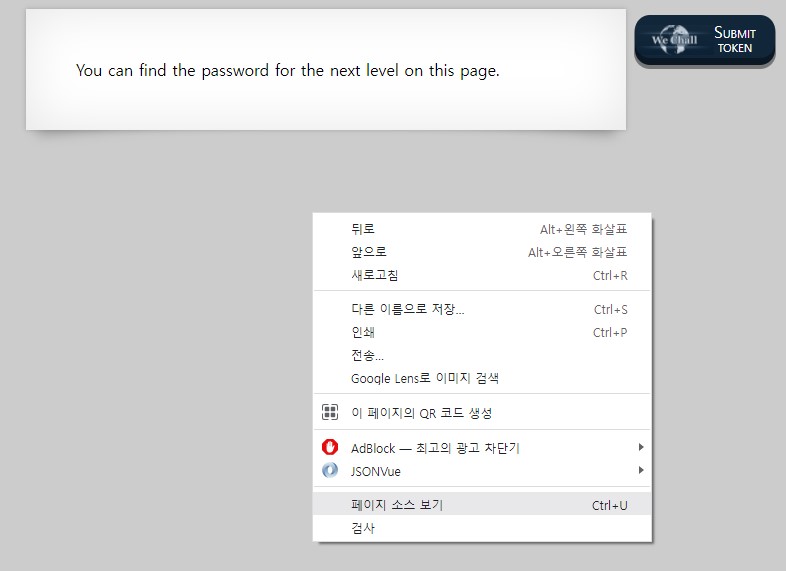 You can find the password for the next level on this page.
We Chall
SUBMIT
TOKEN
뒤로 Alt+왼쪽 화살표
앞으로 Alt+오른쪽 화살표
새로고침 Ctrl+R
다른 이름으로 저장... Ctrl+S
인쇄 Ctrl+P
전송...
Google Lens로 이미지 검색
이 페이지의 QR 코드 생성
AdBlock — 최고의 광고 차단기
JSONVue
페이지 소스 보기 Ctrl+U
검사